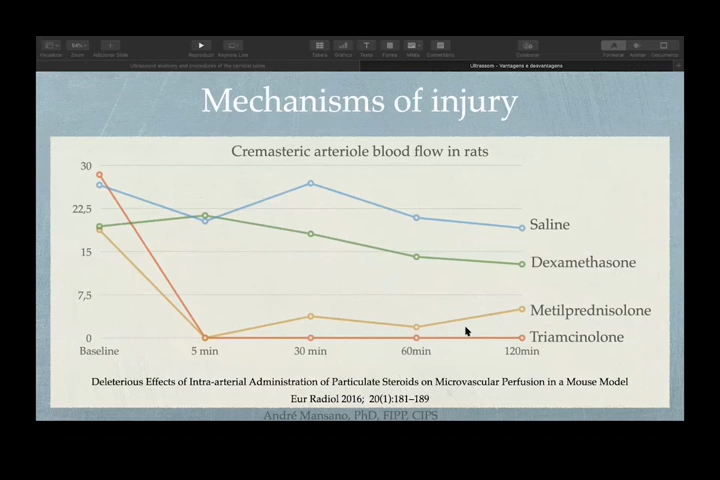 Ultrassom - Vantagens e desvantagens
Mechanisms of injury
Cremasteric arteriole blood flow in rats
30
22,5
15
7,5
0
Saline
Dexamethasone
Metilprednisolone
Triamcinolone
Baseline
5 min
30 min
60min
120min
Deleterious Effects of Intra-arterial Administration of Particulate Steroids on Microvascular Perfusion in a Mouse Model
Eur Radiol 2016; 20(1):181–189
André Mansano, PhD, FIPP, CIPS